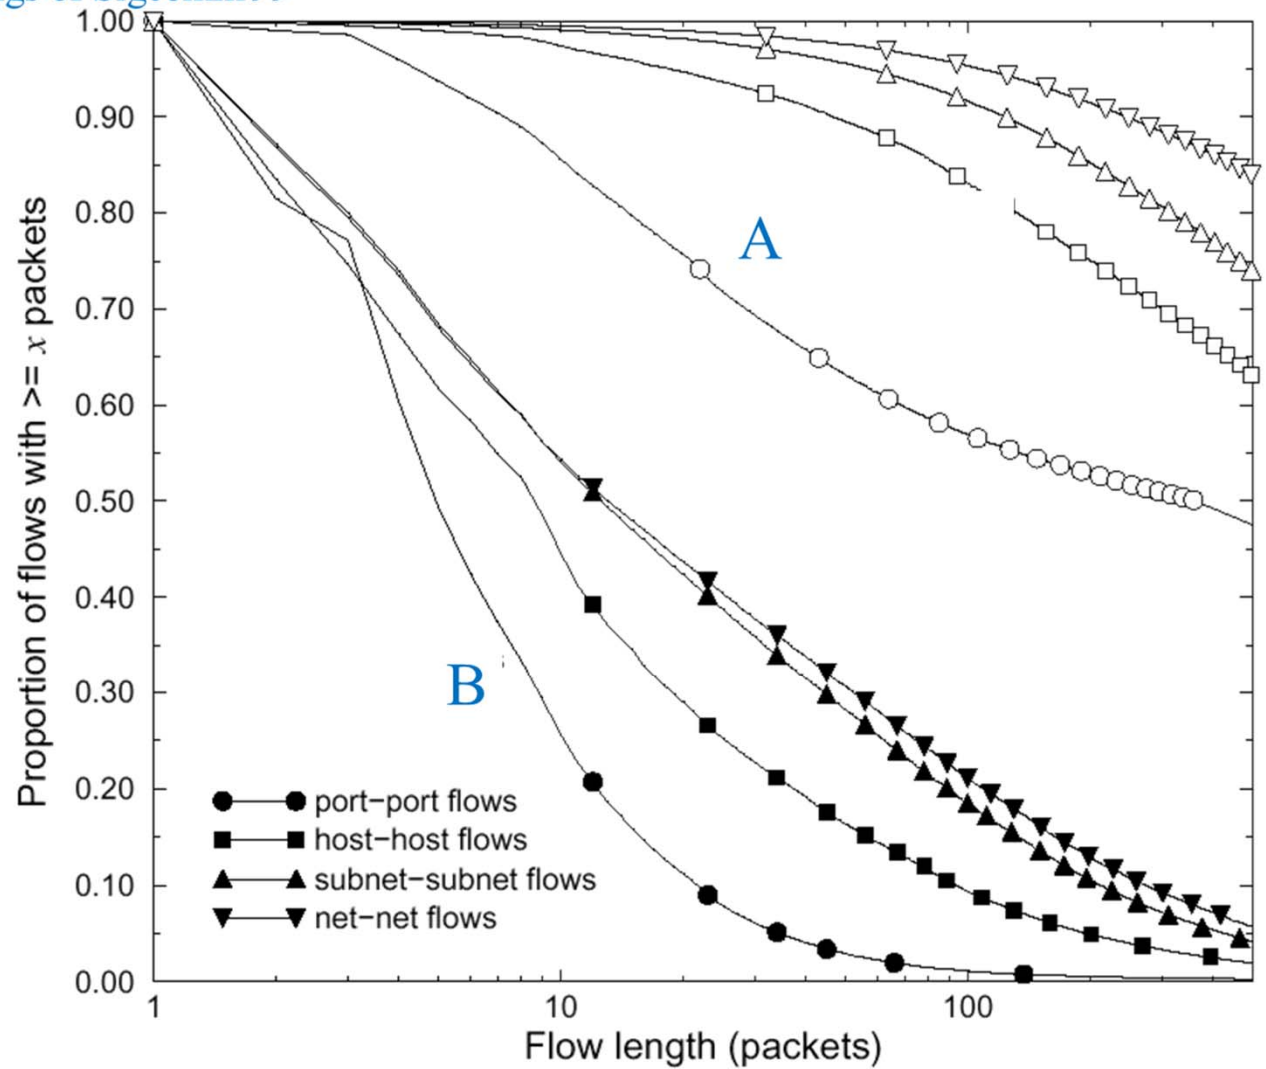 1.00
0.90
0.80
0.70
0.60
0.50
0.40
0.30
0.20
0.10
0.00
Proportion of flows with >= x packets
A
B
port−port flows
host−host flows
subnet−subnet flows
net−net flows
1 10 100
Flow length (packets)